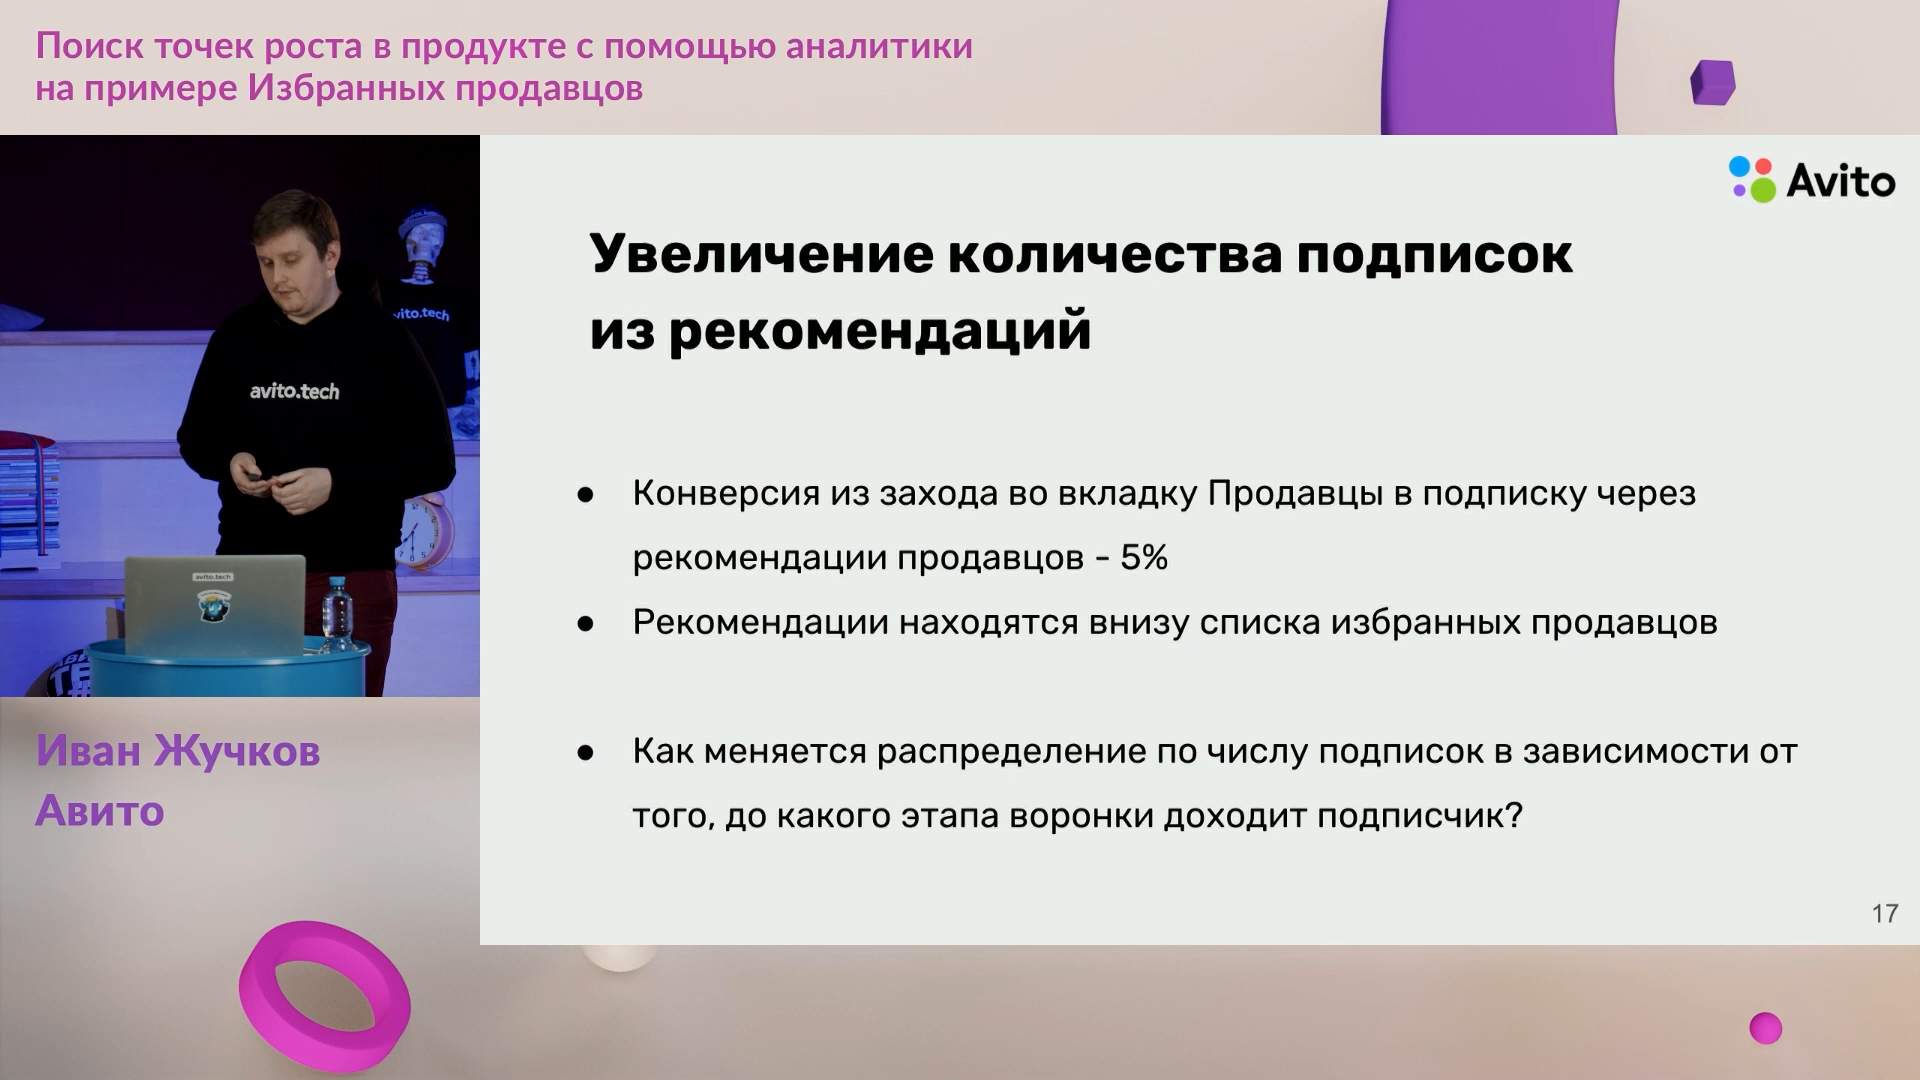 Поиск точек роста в продукте с помощью аналитики
на примере Избранных продавцов
Avito
Увеличение количества подписок
из рекомендаций
● Конверсия из захода во вкладку Продавцы в подписку через
рекомендации продавцов - 5%
● Рекомендации находятся внизу списка избранных продавцов
● Как меняется распределение по числу подписок в зависимости от
того, до какого этапа воронки доходит подписчик?
17
avito.tech
vito.tech
avito.tech
Иван Жучков
Авито